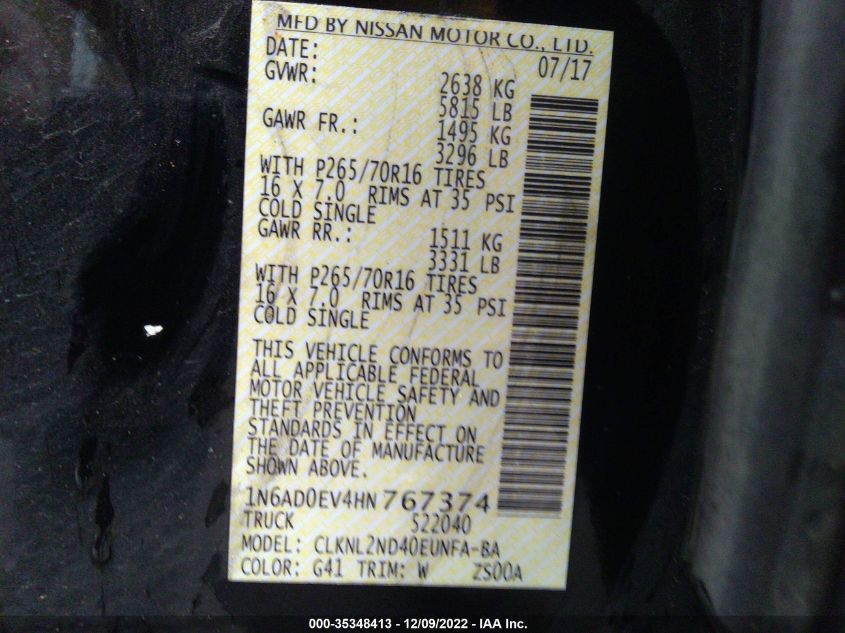 MFD BY NISSAN MOTOR CO., LTD.
DATE: 07/17
GVWR: 2638 KG
5815 LB
GAWR FR.: 1495 KG
3296 LB
WITH P265/70R16 TIRES
16 X 7.0 RIMS AT 35 PSI
COLD SINGLE
GAWR RR.: 1511 KG
3331 LB
WITH P265/70R16 TIRES
16 X 7.0 RIMS AT 35 PSI
COLD SINGLE
THIS VEHICLE CONFORMS TO
ALL APPLICABLE FEDERAL
MOTOR VEHICLE SAFETY AND
THEFT PREVENTION
STANDARDS IN EFFECT ON
THE DATE OF MANUFACTURE
SHOWN ABOVE.
1N6AD0EV4HN767374
TRUCK 522040
MODEL: CLKNL2ND40EUNFA-BA
COLOR: G41 TRIM: W ZS00A
000-35348413 - 12/09/2022 - IAA Inc.